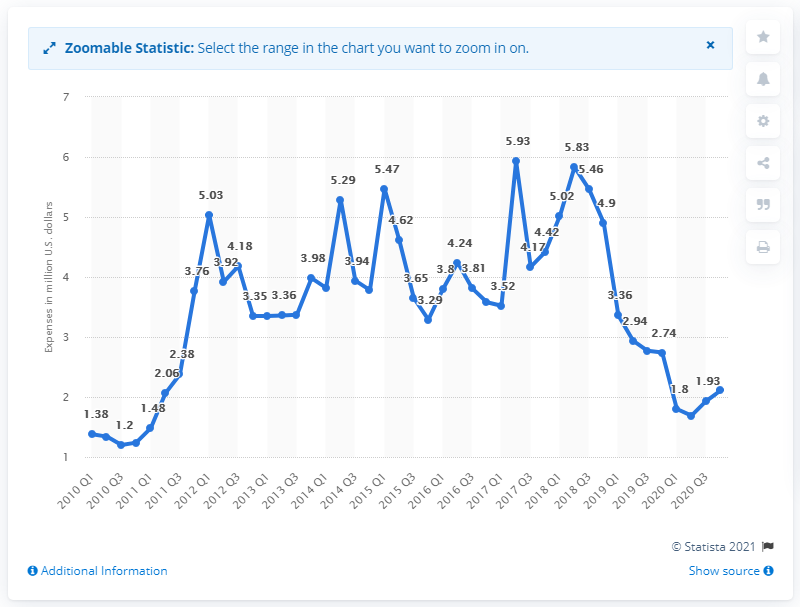 Zoomable Statistic: Select the range in the chart you want to zoom in on.
Expenses in million U.S. dollars
7
6
5
4
3
2
1
1.38
1.2
1.48
2.06
2.38
3.76
5.03
3.92
4.18
3.35
3.36
3.98
5.29
3.94
5.47
4.62
3.65
3.29
3.8
4.24
3.81
3.52
5.93
4.17
4.42
5.02
5.83
5.46
4.9
3.36
2.94
2.74
1.8
1.93
2010 Q1
2010 Q3
2011 Q1
2011 Q3
2012 Q1
2012 Q3
2013 Q1
2013 Q3
2014 Q1
2014 Q3
2015 Q1
2015 Q3
2016 Q1
2016 Q3
2017 Q1
2017 Q3
2018 Q1
2018 Q3
2019 Q1
2019 Q3
2020 Q1
2020 Q3
© Statista 2021
Additional Information
Show source